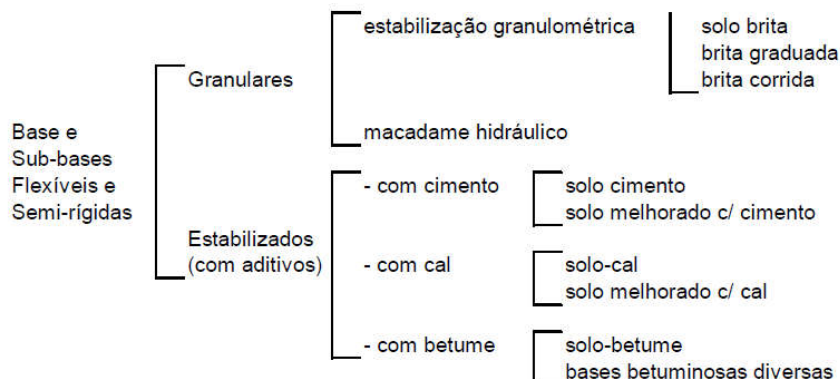 Base e
Sub-bases
Flexíveis e
Semi-rígidas
Granulares
estabilização granulométrica
solo brita
brita graduada
brita corrida
macadame hidráulico
Estabilizados
(com aditivos)
- com cimento
solo cimento
solo melhorado c/ cimento
- com cal
solo-cal
solo melhorado c/ cal
- com betume
solo-betume
bases betuminosas diversas